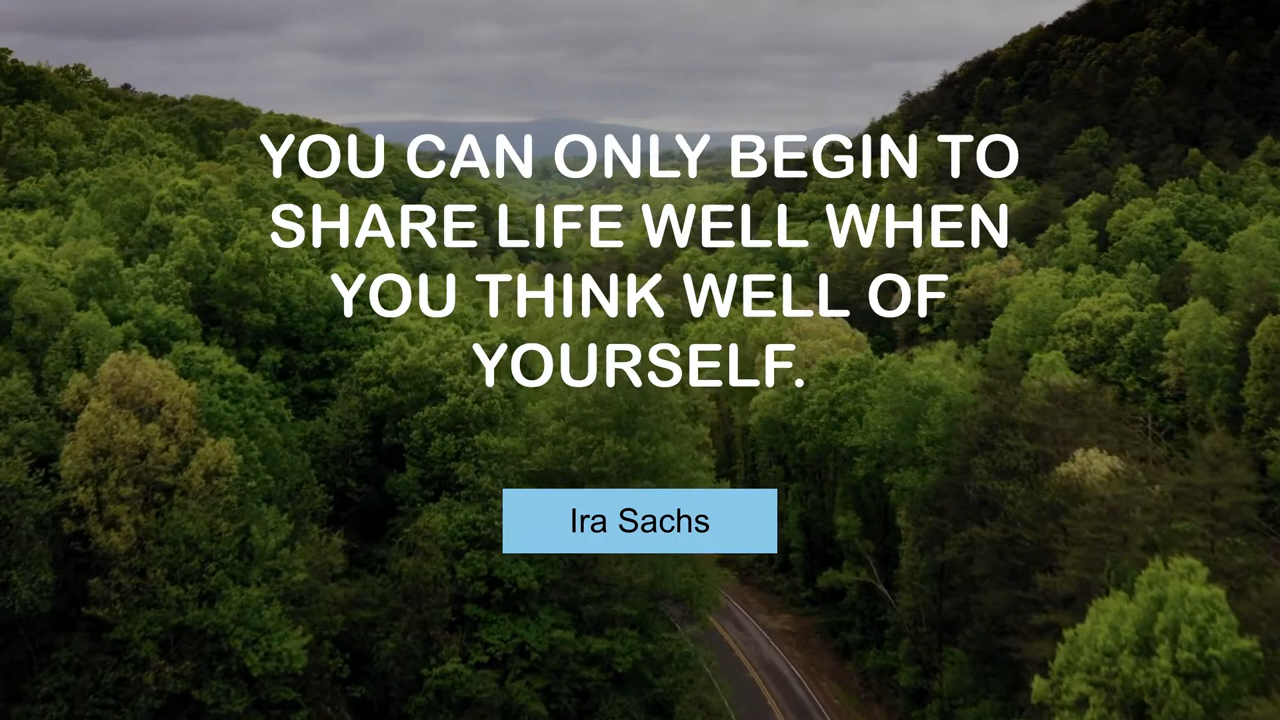 YOU CAN ONLY BEGIN TO
SHARE LIFE WELL WHEN
YOU THINK WELL OF
YOURSELF.
Ira Sachs